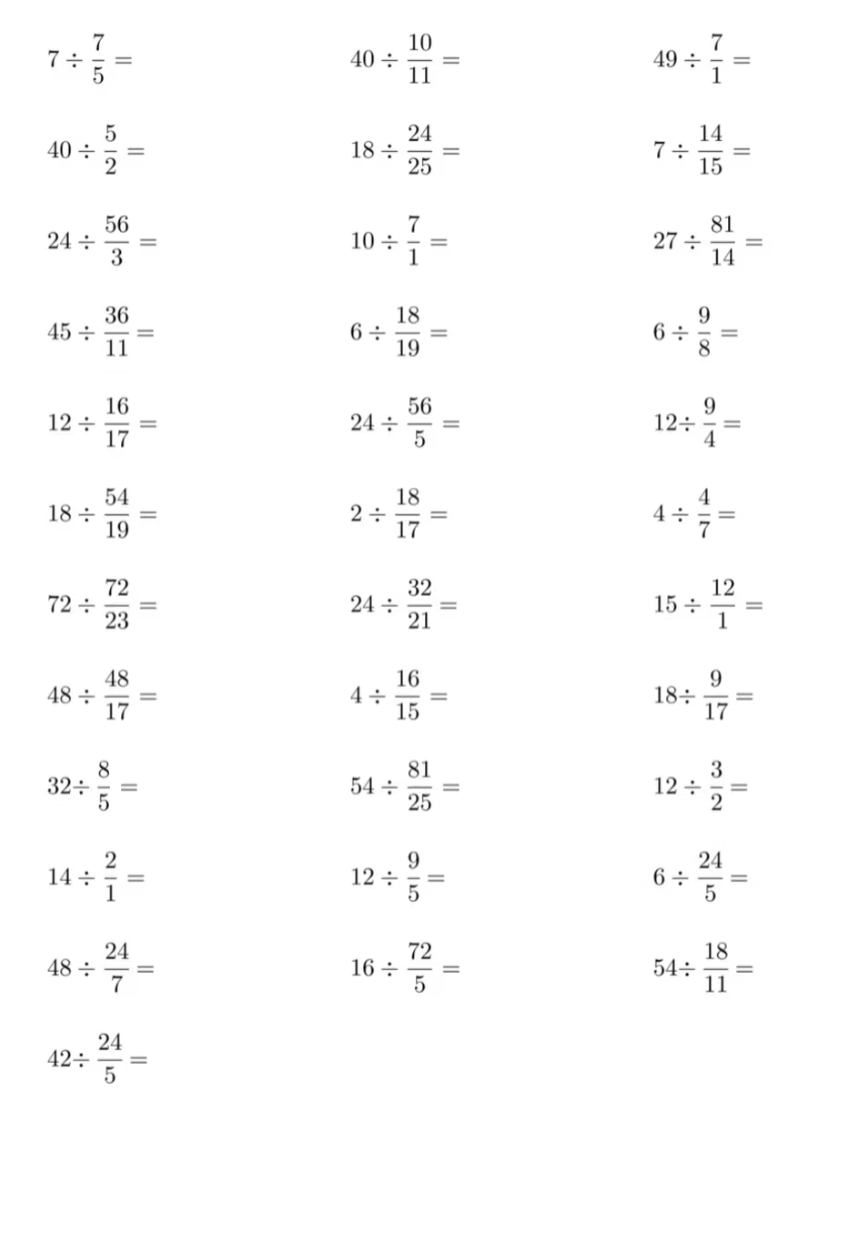 7 ÷ 7/5 = 40 ÷ 10/11 = 49 ÷ 7/1 =
40 ÷ 5/2 = 18 ÷ 24/25 = 7 ÷ 14/15 =
24 ÷ 56/3 = 10 ÷ 7/1 = 27 ÷ 81/14 =
45 ÷ 36/11 = 6 ÷ 18/19 = 6 ÷ 9/8 =
12 ÷ 16/17 = 24 ÷ 56/5 = 12÷ 9/4 =
18 ÷ 54/19 = 2 ÷ 18/17 = 4 ÷ 4/7 =
72 ÷ 72/23 = 24 ÷ 32/21 = 15 ÷ 12/1 =
48 ÷ 48/17 = 4 ÷ 16/15 = 18÷ 9/17 =
32÷ 8/5 = 54 ÷ 81/25 = 12 ÷ 3/2 =
14 ÷ 2/1 = 12 ÷ 9/5 = 6 ÷ 24/5 =
48 ÷ 24/7 = 16 ÷ 72/5 = 54÷ 18/11 =
42÷ 24/5 =